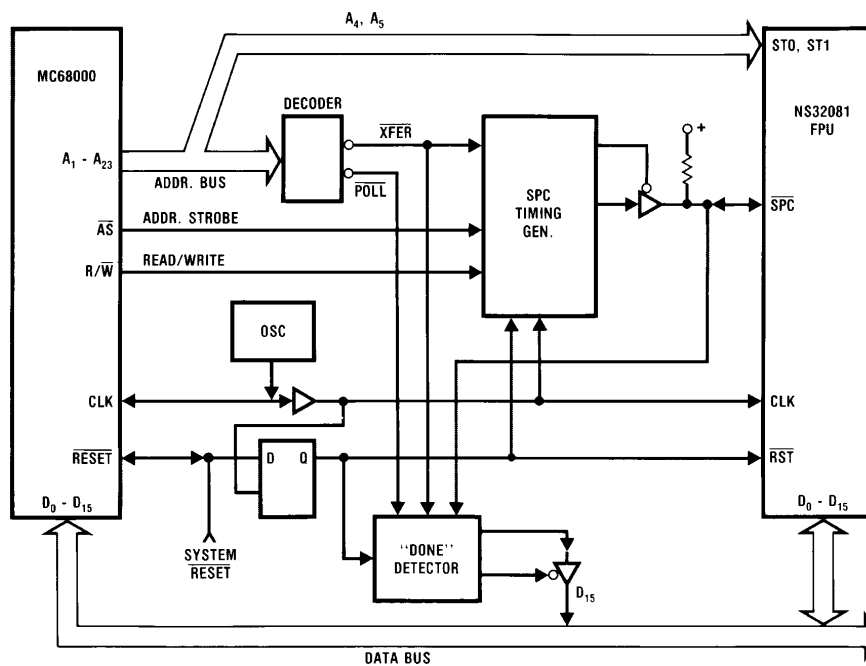 A₄, A₅
ST0, ST1
MC68000
NS32081
FPU
DECODER
XFER
A₁ - A₂₃
SPC
TIMING
GEN.
+
ADDR. BUS
POLL
SPC
AS
ADDR. STROBE
R/W
READ/WRITE
OSC
CLK
CLK
RESET
D Q
RST
D₀ - D₁₅
D₀ - D₁₅
SYSTEM
RESET
"DONE"
DETECTOR
D₁₅
DATA BUS